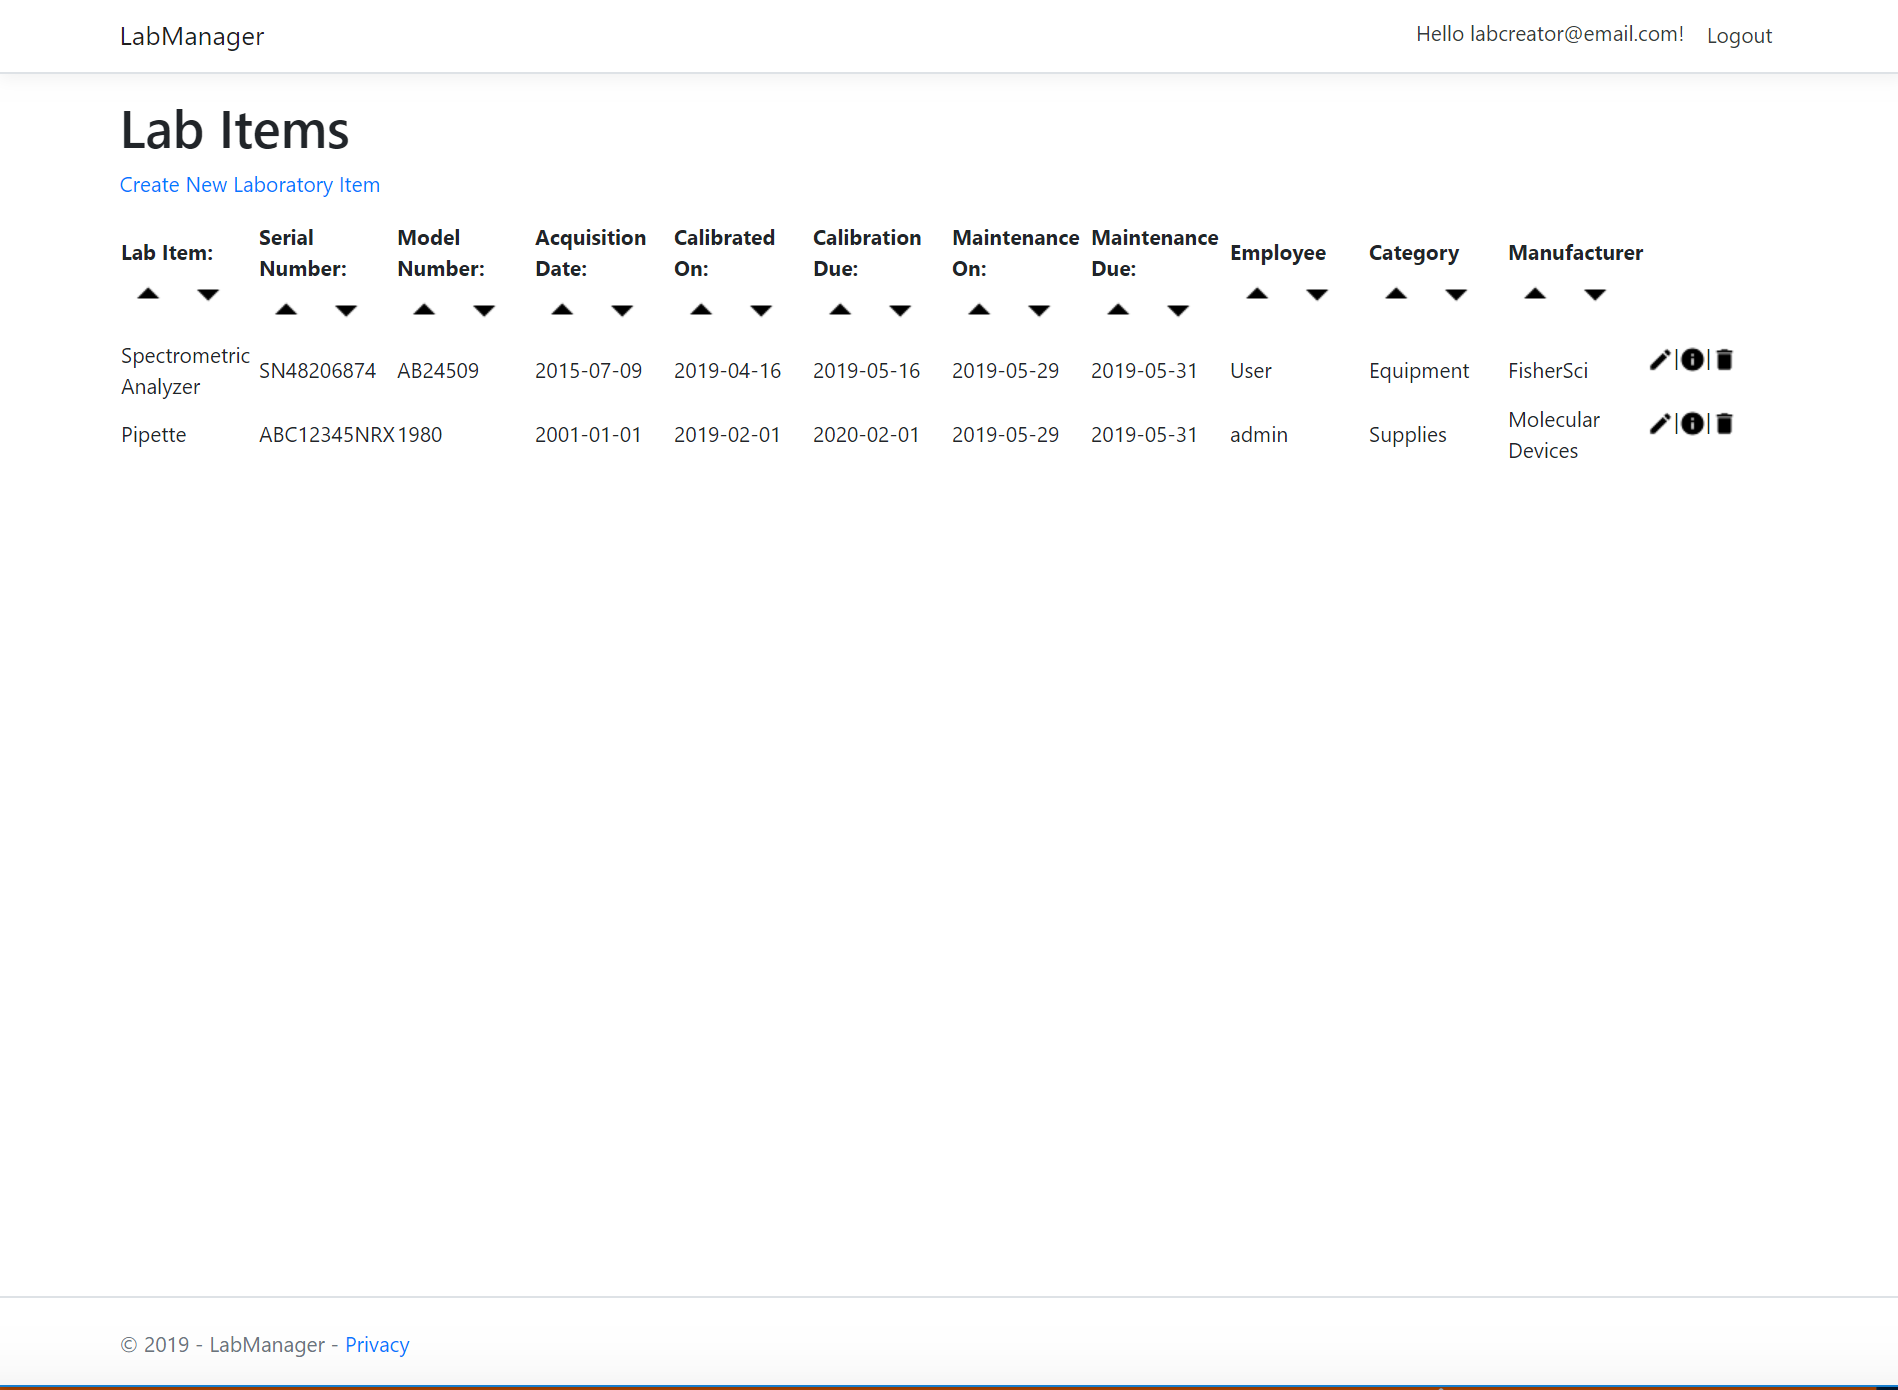 LabManager
Hello labcreator@email.com! Logout
Lab Items
Create New Laboratory Item
Lab Item: Serial Number: Model Number: Acquisition Date: Calibrated On: Calibration Due: Maintenance On: Maintenance Due: Employee Category Manufacturer
Spectrometric Analyzer SN48206874 AB24509 2015-07-09 2019-04-16 2019-05-16 2019-05-29 2019-05-31 User Equipment FisherSci | |
Pipette ABC12345NRX 1980 2001-01-01 2019-02-01 2020-02-01 2019-05-29 2019-05-31 admin Supplies Molecular Devices | |
© 2019 - LabManager - Privacy